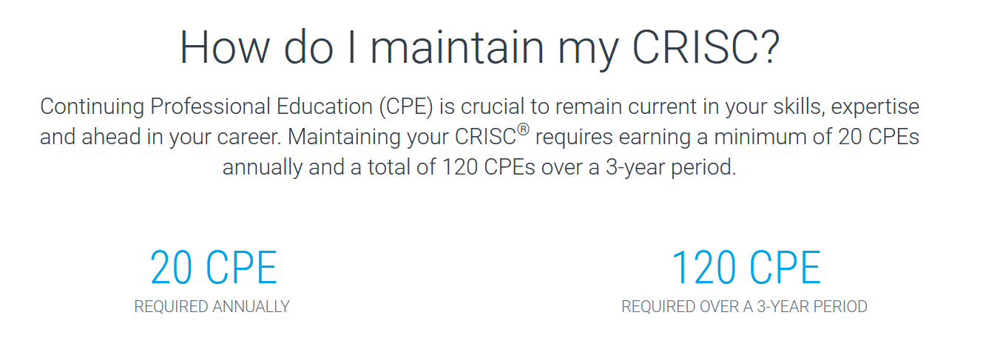 How do I maintain my CRISC?
Continuing Professional Education (CPE) is crucial to remain current in your skills, expertise
and ahead in your career. Maintaining your CRISC® requires earning a minimum of 20 CPEs
annually and a total of 120 CPEs over a 3-year period.
20 CPE
REQUIRED ANNUALLY
120 CPE
REQUIRED OVER A 3-YEAR PERIOD